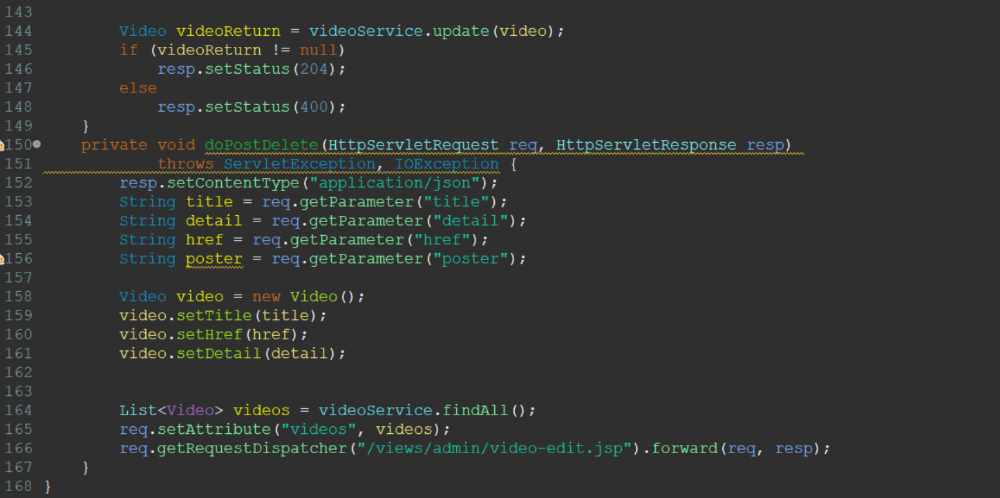 143
144 Video videoReturn = videoService.update(video);
145 if (videoReturn != null)
146 resp.setStatus(204);
147 else
148 resp.setStatus(400);
149 }
150 private void doPostDelete(HttpServletRequest req, HttpServletResponse resp)
151 throws ServletException, IOException {
152 resp.setContentType("application/json");
153 String title = req.getParameter("title");
154 String detail = req.getParameter("detail");
155 String href = req.getParameter("href");
156 String poster = req.getParameter("poster");
157
158 Video video = new Video();
159 video.setTitle(title);
160 video.setHref(href);
161 video.setDetail(detail);
162
163
164 List<Video> videos = videoService.findAll();
165 req.setAttribute("videos", videos);
166 req.getRequestDispatcher("/views/admin/video-edit.jsp").forward(req, resp);
167 }
168 }